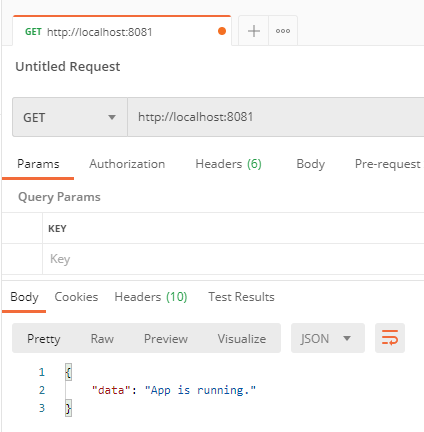 GET http://localhost:8081
Untitled Request
GET http://localhost:8081
Params Authorization Headers (6) Body Pre-request
Query Params
KEY
Key
Body Cookies Headers (10) Test Results
Pretty Raw Preview Visualize JSON
1 {
2 "data": "App is running."
3 }